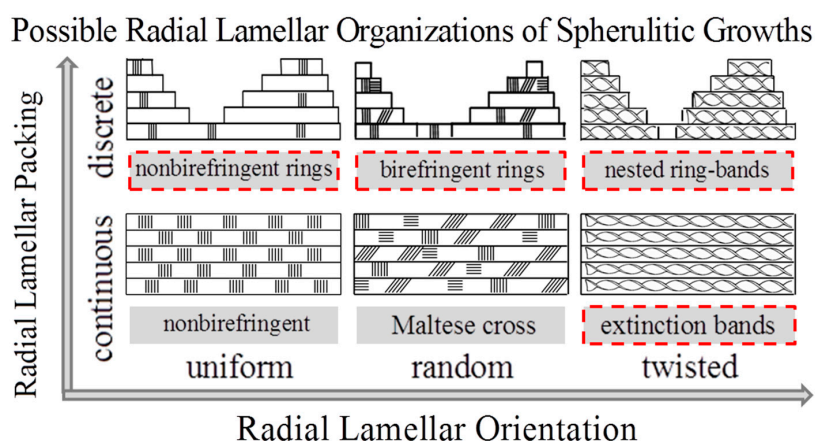 Possible Radial Lamellar Organizations of Spherulitic Growths
Radial Lamellar Packing
discrete
nonbirefringent rings
birefringent rings
nested ring-bands
continuous
nonbirefringent
Maltese cross
extinction bands
uniform
random
twisted
Radial Lamellar Orientation